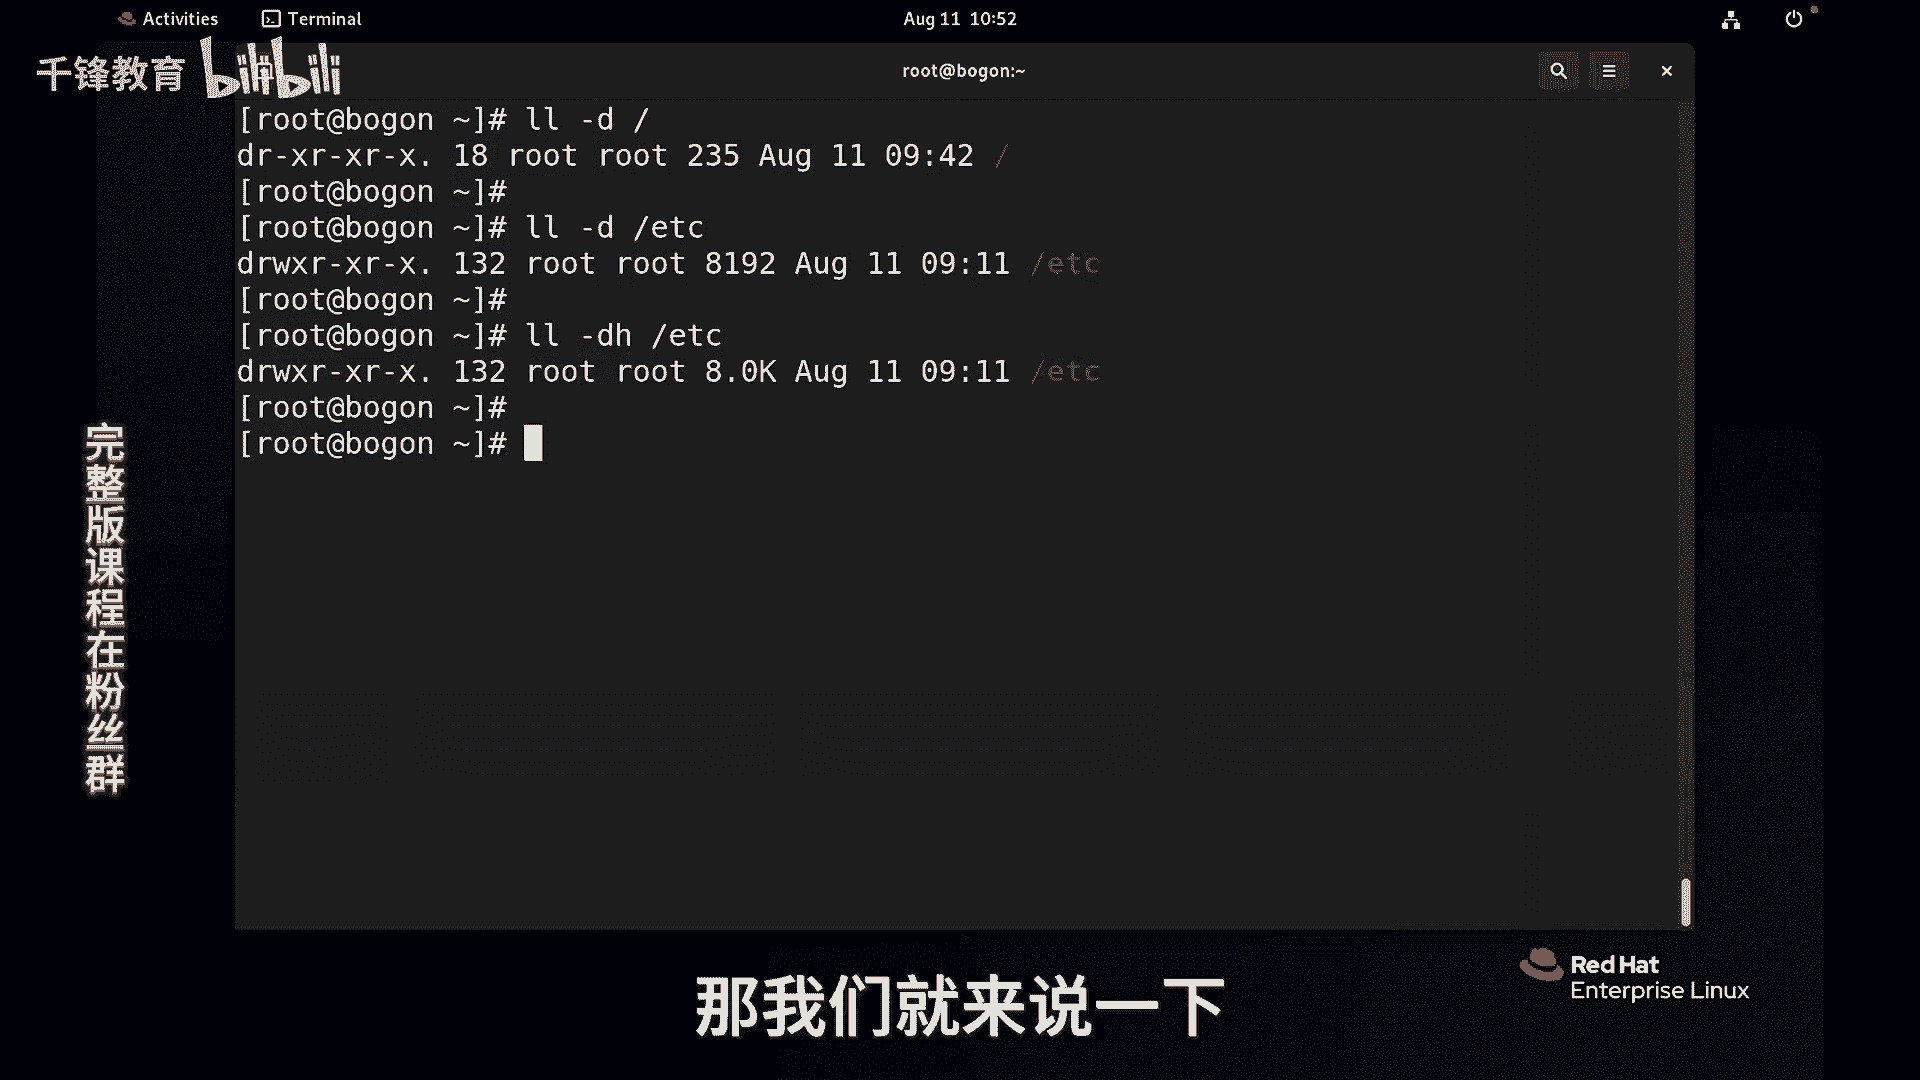 Activities Terminal Aug 11 10:52
千锋教育 bilibili
root@bogon:~
[root@bogon ~]# ll -d /
dr-xr-xr-x. 18 root root 235 Aug 11 09:42 /
[root@bogon ~]#
[root@bogon ~]# ll -d /etc
drwxr-xr-x. 132 root root 8192 Aug 11 09:11 /etc
[root@bogon ~]#
[root@bogon ~]# ll -dh /etc
drwxr-xr-x. 132 root root 8.0K Aug 11 09:11 /etc
[root@bogon ~]#
[root@bogon ~]#
完整版课程在粉丝群
Red Hat
Enterprise Linux
那我们就来说一下